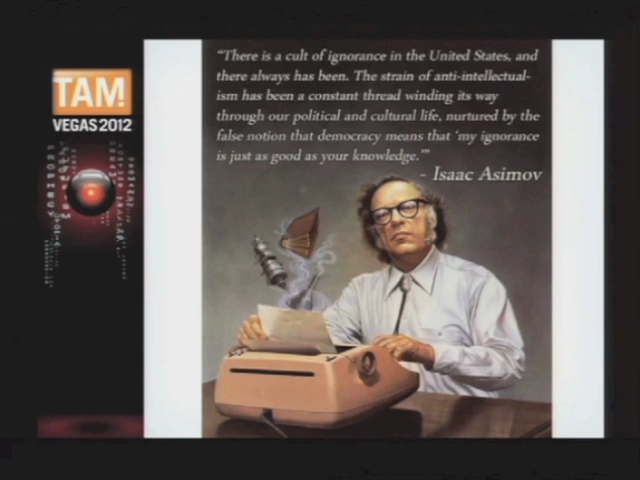 TAM!
VEGAS 2012
“There is a cult of ignorance in the United States, and
there always has been. The strain of anti-intellectual-
ism has been a constant thread winding its way
through our political and cultural life, nurtured by the
false notion that democracy means that ‘my ignorance
is just as good as your knowledge.’”
- Isaac Asimov